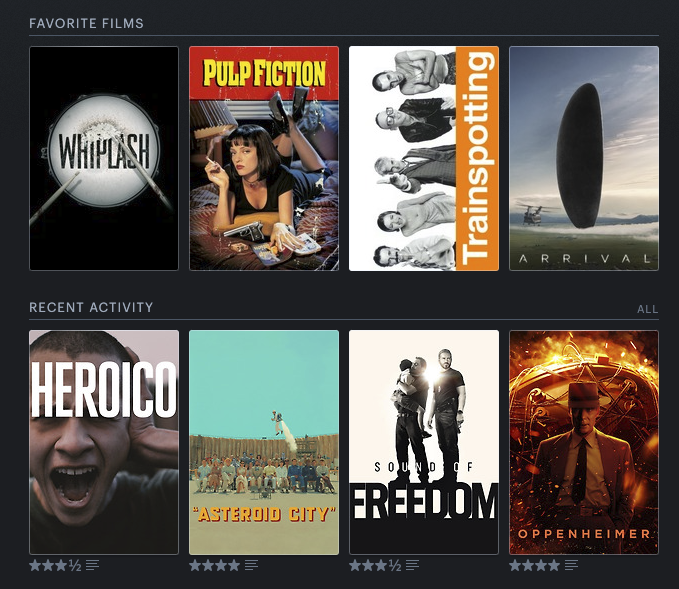 FAVORITE FILMS
WHIPLASH
PULP FICTION
Trainspotting
ARRIVAL
RECENT ACTIVITY
ALL
HEROICO
"ASTEROID CITY"
SOUND OF
FREEDOM
OPPENHEIMER
★★★½
★★★★
★★★½
★★★★